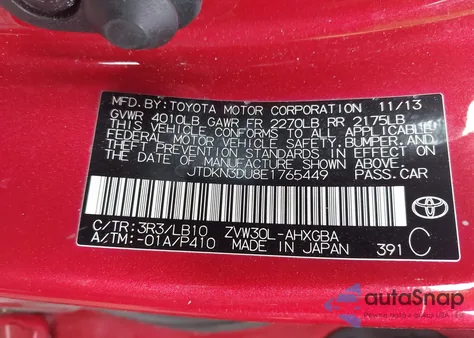 MFD. BY: TOYOTA MOTOR CORPORATION 11/13
GVWR 4010LB GAWR FR 2270LB RR 2175LB
THIS VEHICLE CONFORMS TO ALL APPLICABLE
FEDERAL MOTOR VEHICLE SAFETY, BUMPER, AND
THEFT PREVENTION STANDARDS IN EFFECT ON
THE DATE OF MANUFACTURE SHOWN ABOVE.
JTDKN3DU8E1765449 PASS.CAR
C/TR: 3R3/LB10 ZVW30L-AHXGBA
A/TM: -01A/P410 MADE IN JAPAN 391 C
TOYOTA
autoSnap